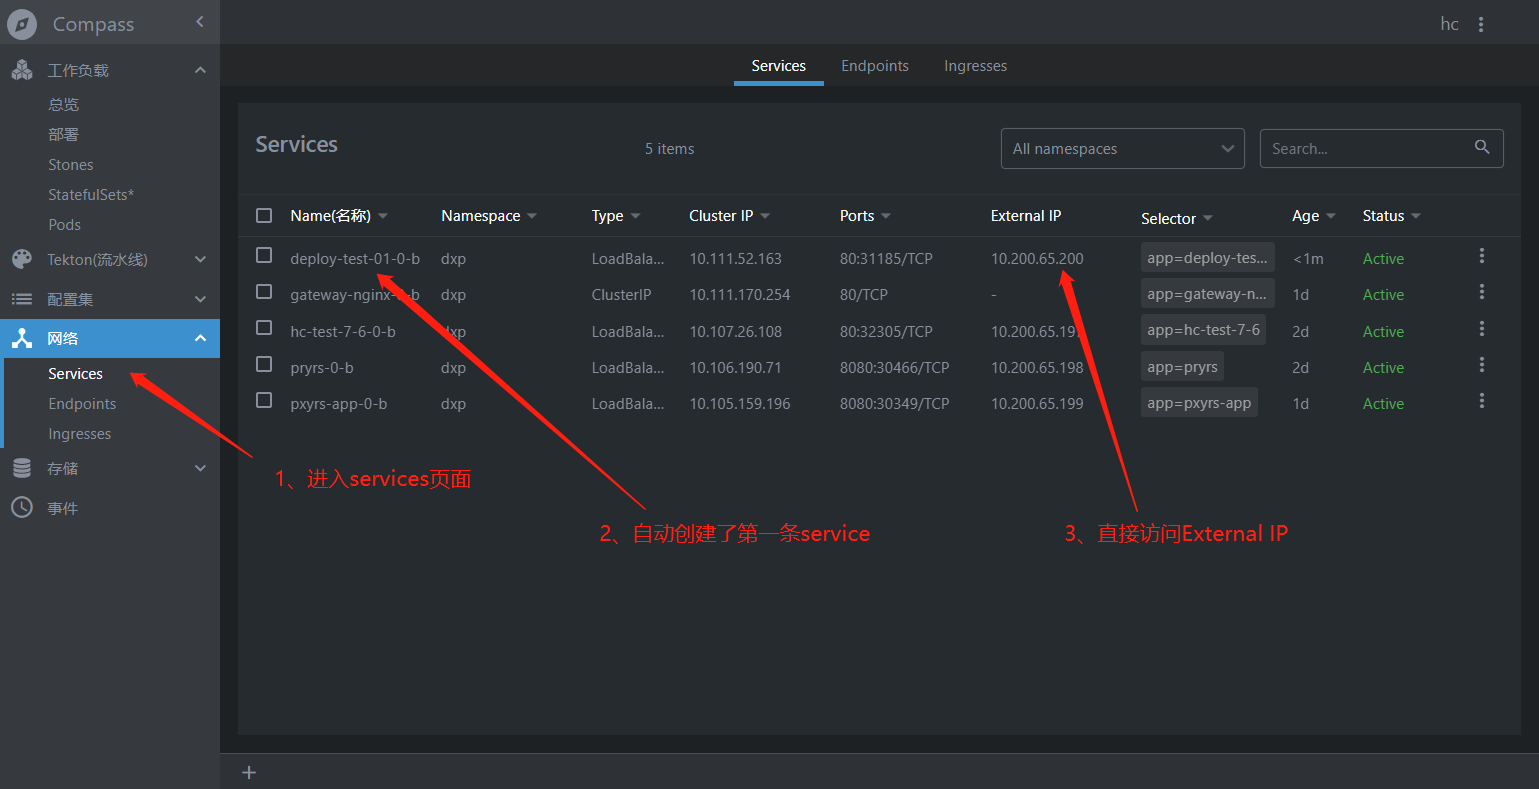 Compass
hc
工作负载
总览
部署
Stones
StatefulSets*
Pods
Tekton(流水线)
配置集
网络
Services
Endpoints
Ingresses
存储
事件
Services Endpoints Ingresses
Services 5 items All namespaces Search...
Name(名称) Namespace Type Cluster IP Ports External IP Selector Age Status
deploy-test-01-0-b dxp LoadBala... 10.111.52.163 80:31185/TCP 10.200.65.200 app=deploy-tes... <1m Active
gateway-nginx-0-b dxp ClusterIP 10.111.170.254 80/TCP - app=gateway-n... 1d Active
hc-test-7-6-0-b dxp LoadBala... 10.107.26.108 80:32305/TCP app=hc-test-7-6 2d Active
pryrs-0-b dxp LoadBala... 10.106.190.71 8080:30466/TCP 10.200.65.198 app=pryrs 2d Active
pxyrs-app-0-b dxp LoadBala... 10.105.159.196 8080:30349/TCP 10.200.65.199 app=pxyrs-app 1d Active
1、进入services页面
2、自动创建了第一条service
3、直接访问External IP